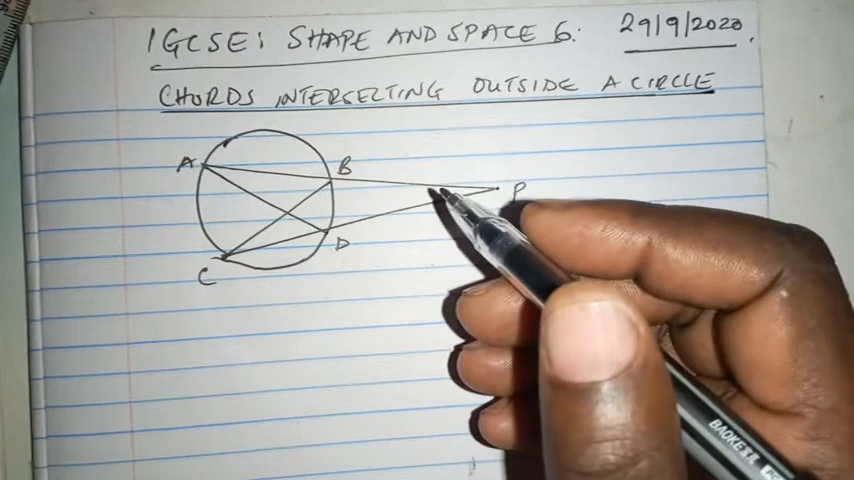 IGCSE: SHAPE AND SPACE 6. 29/9/2020.
CHORDS INTERSECTING OUTSIDE A CIRCLE
A
B
P
D
C
BAOKE